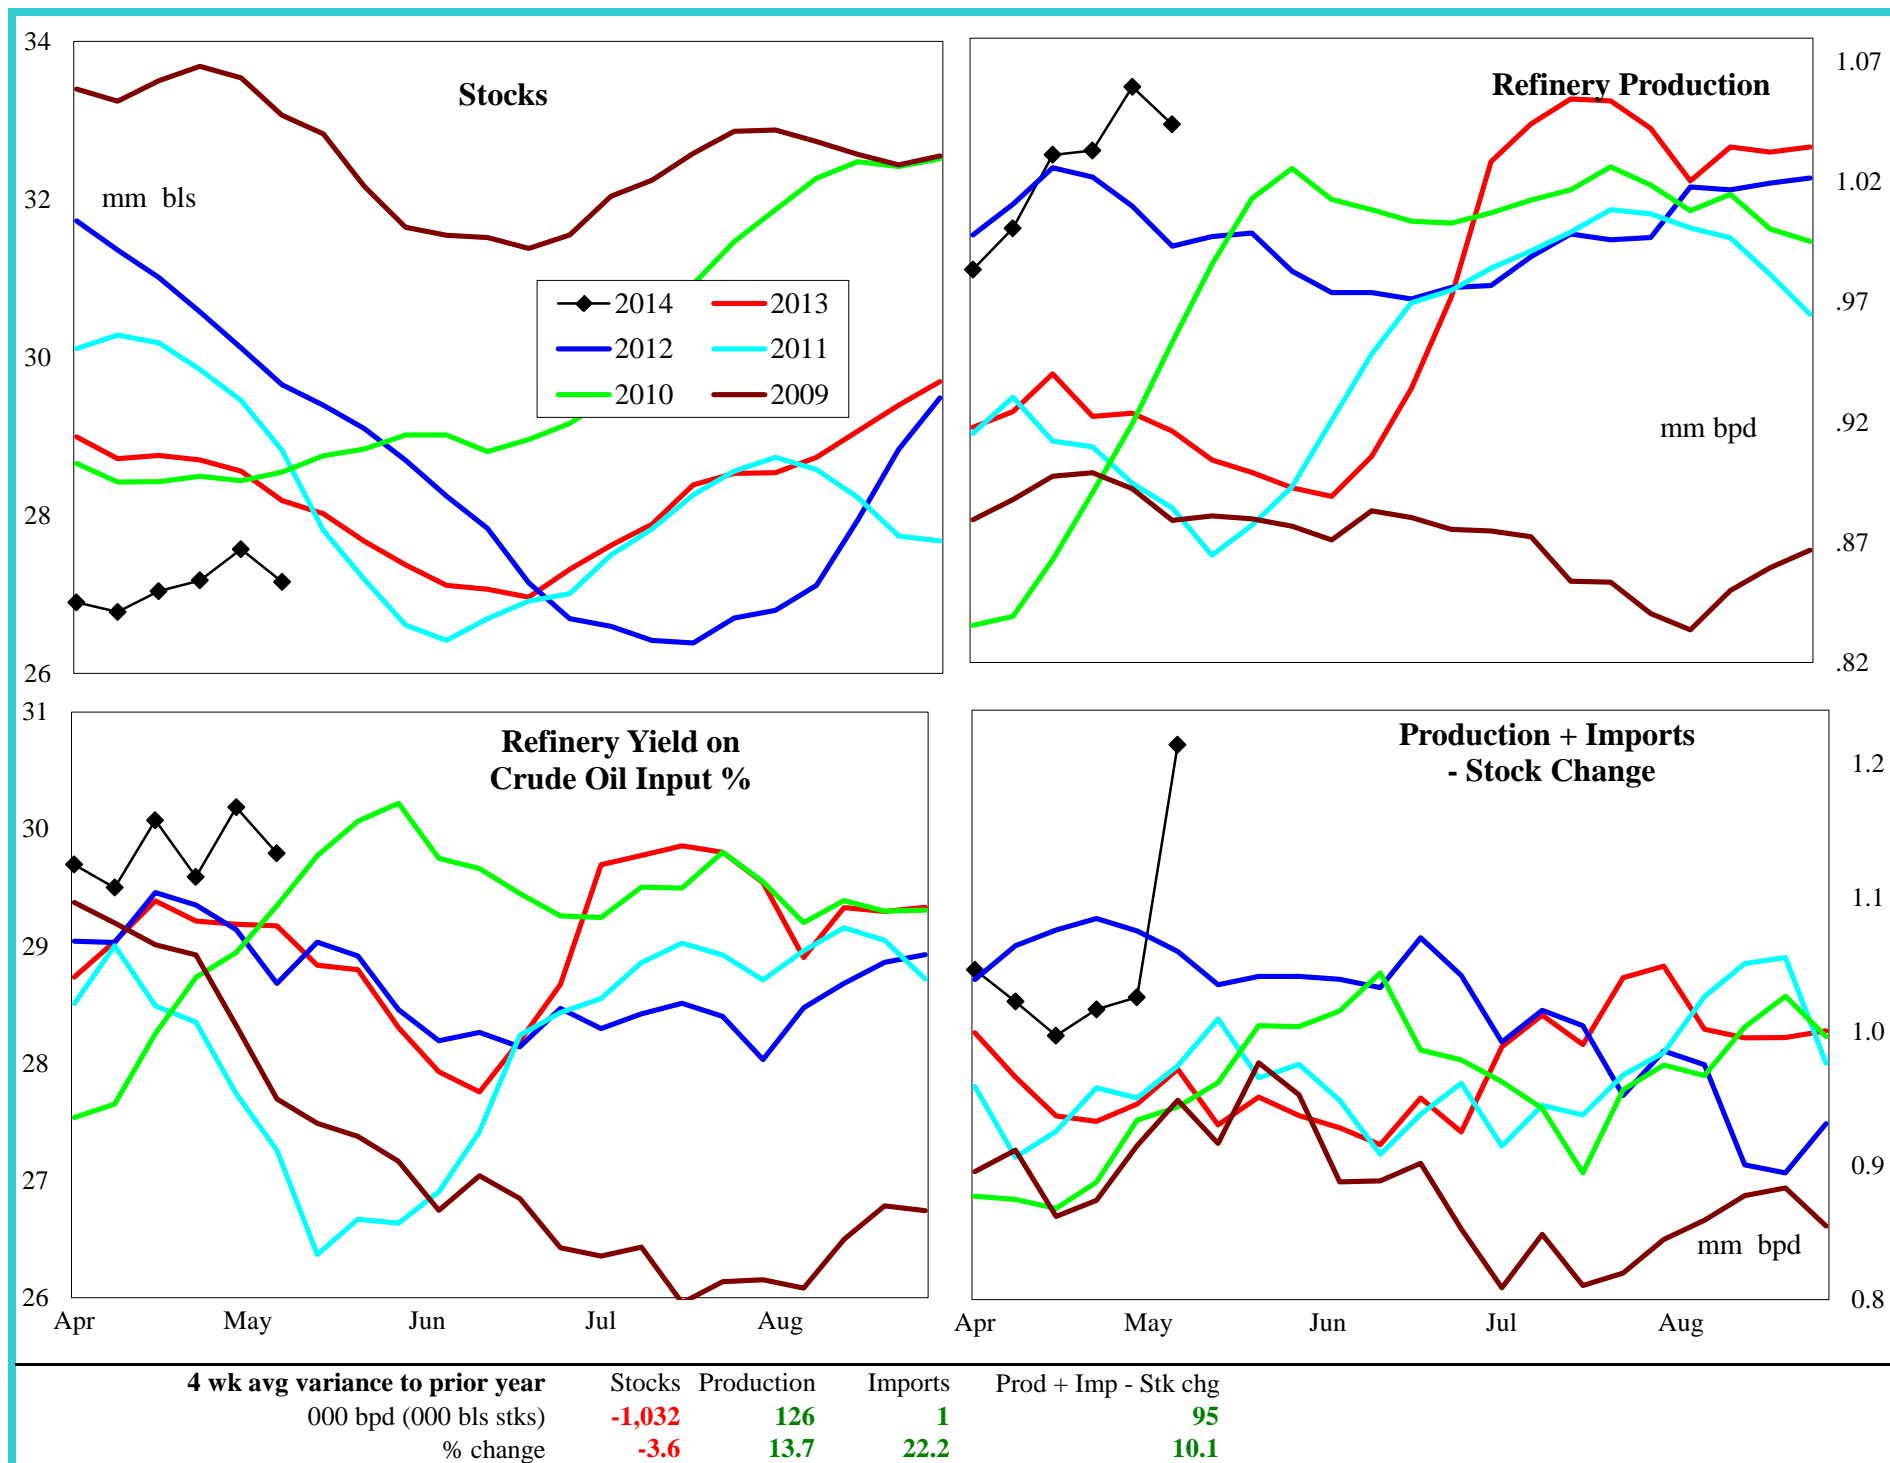 Stocks
mm bls
34
32
30
28
26
2014
2013
2012
2011
2010
2009
Refinery Production
mm bpd
1.07
1.02
.97
.92
.87
.82
Refinery Yield on
Crude Oil Input %
31
30
29
28
27
26
Apr May Jun Jul Aug
Production + Imports
- Stock Change
mm bpd
1.2
1.1
1.0
0.9
0.8
Apr May Jun Jul Aug
4 wk avg variance to prior year Stocks Production Imports Prod + Imp - Stk chg
000 bpd (000 bls stks) -1,032 126 1 95
% change -3.6 13.7 22.2 10.1